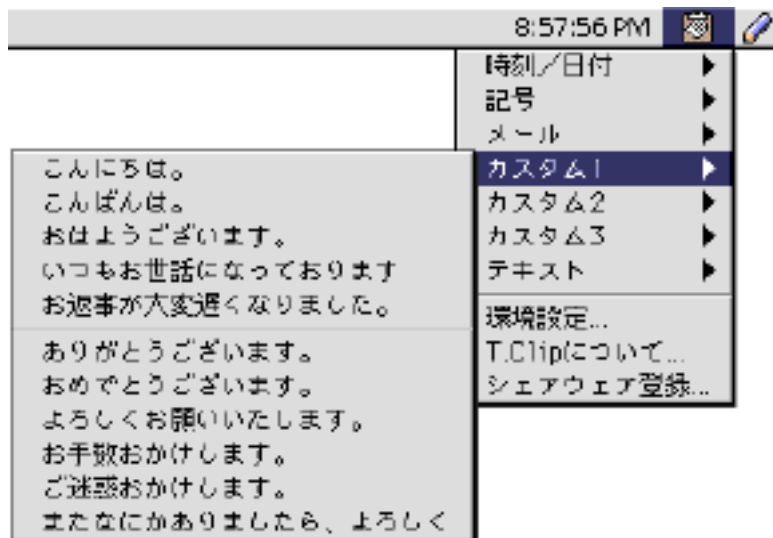 8:57:56 PM
時刻／日付
記号
メール
カスタム1
カスタム2
カスタム3
テキスト
環境設定...
T.Clipについて...
シェアウェア登録...
こんにちは。
こんばんは。
おはようございます。
いつもお世話になっております
お返事が大変遅くなりました。
ありがとうございます。
おめでとうございます。
よろしくお願いいたします。
お手数おかけします。
ご迷惑おかけします。
またなにかありましたら、よろしく